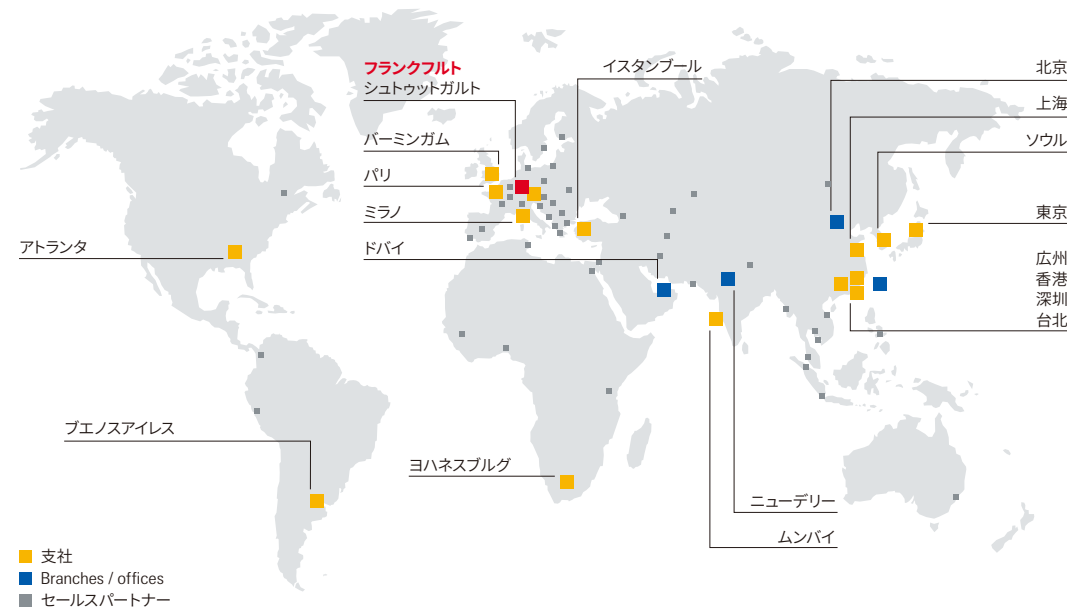 フランクフルト
シュトゥットガルト
バーミンガム
パリ
ミラノ
ドバイ
イスタンブール
北京
上海
ソウル
東京
広州
香港
深圳
台北
アトランタ
ブエノスアイレス
ヨハネスブルグ
ニューデリー
ムンバイ
支社
Branches / offices
セールスパートナー